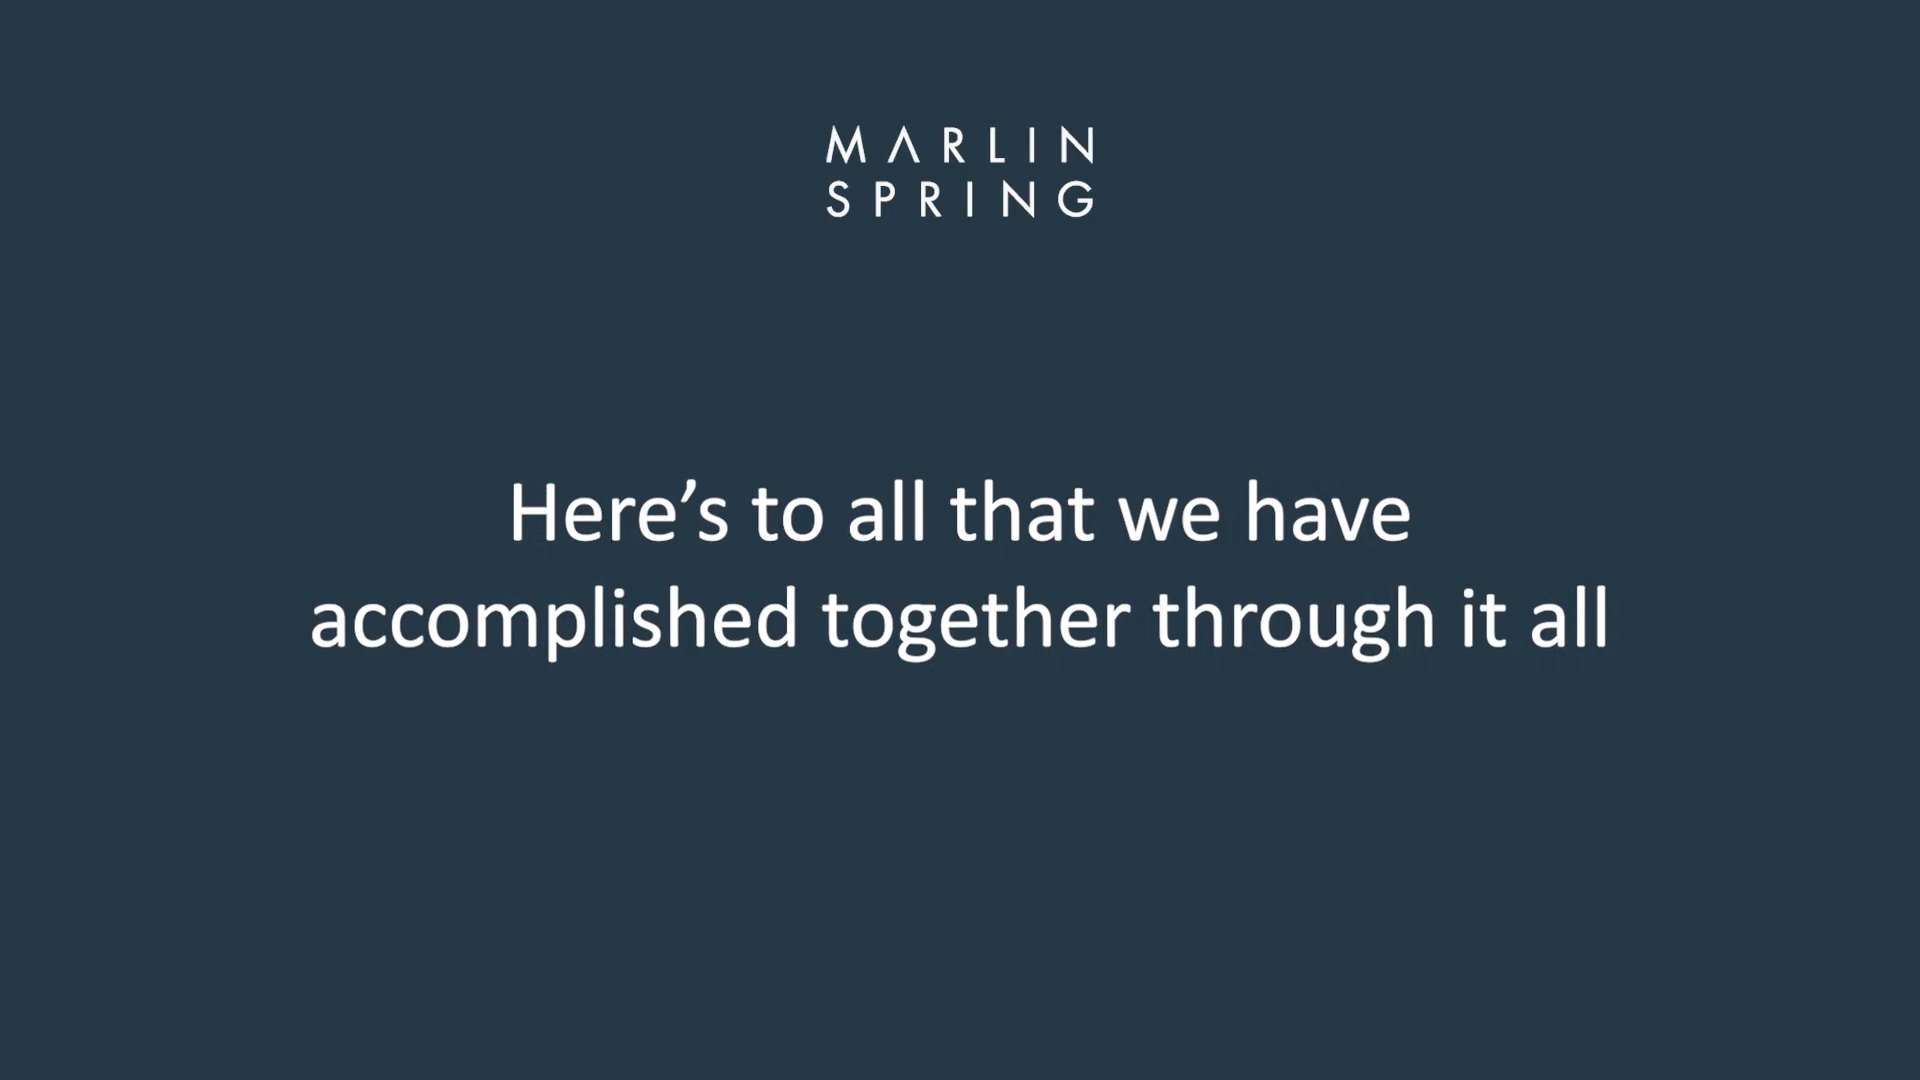 MARLIN
SPRING
Here’s to all that we have
accomplished together through it all